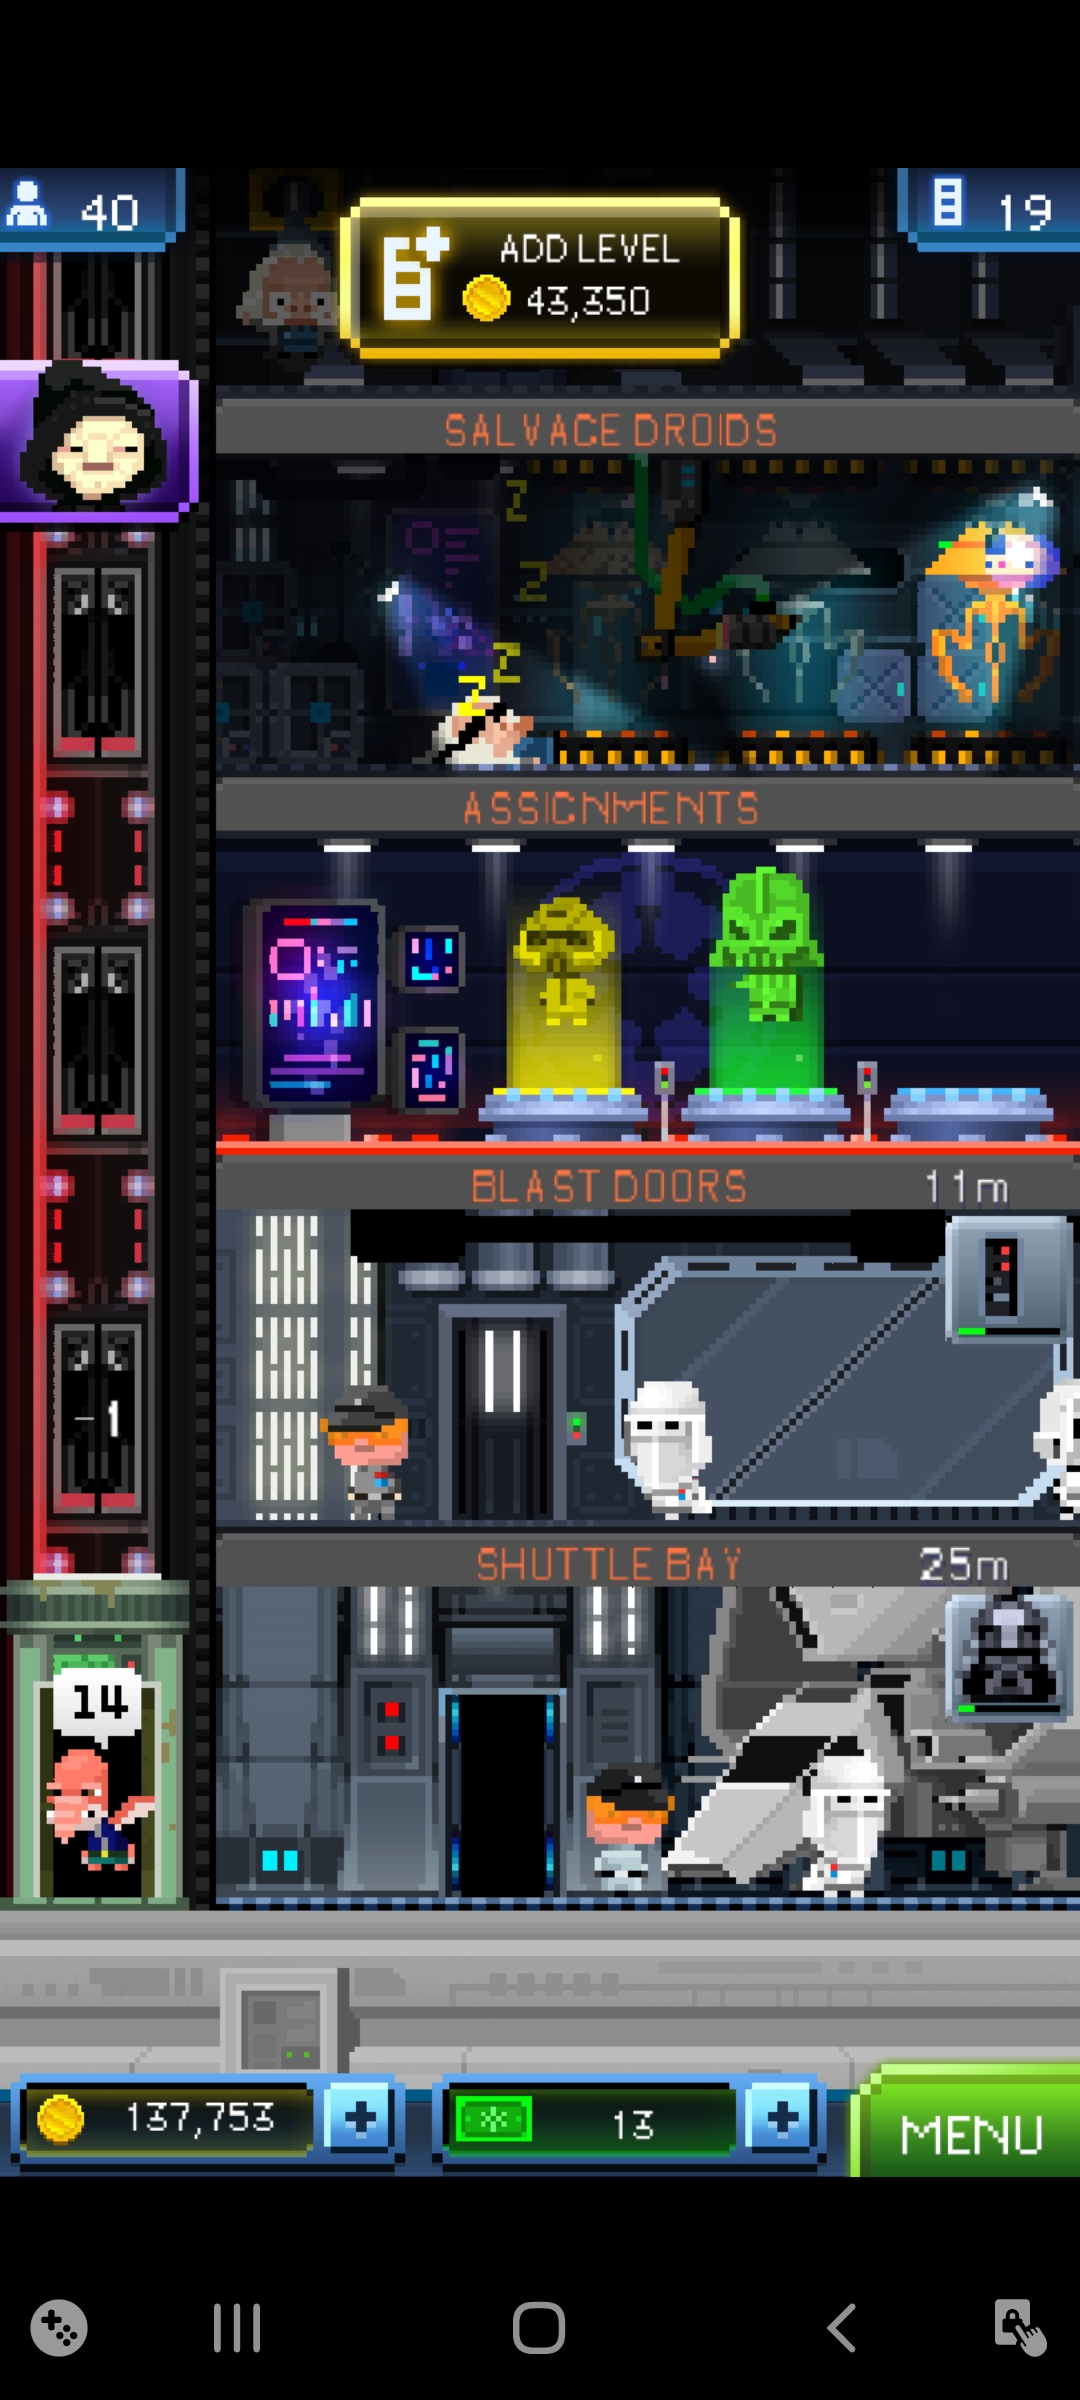 40
ADD LEVEL
43,350
19
SALVAGE DROIDS
Z
Z
Z
Z
ASSIGNMENTS
BLAST DOORS 11m
-1
SHUTTLE BAY 25m
14
137,753
13
MENU